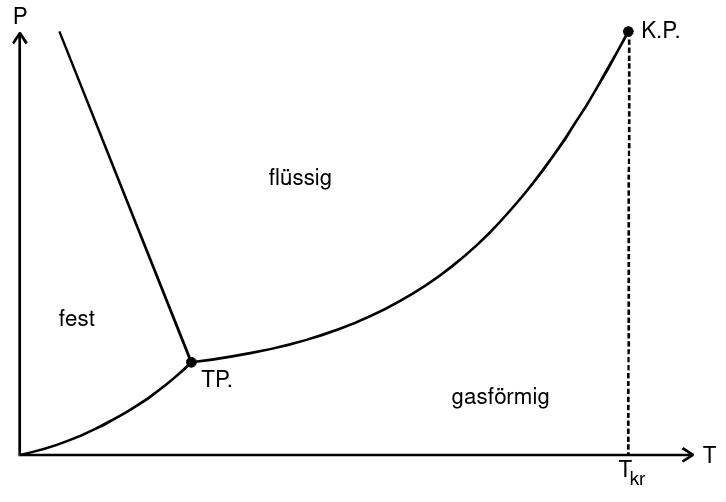 P
K.P.
flüssig
fest
TP.
gasförmig
T
Tkr